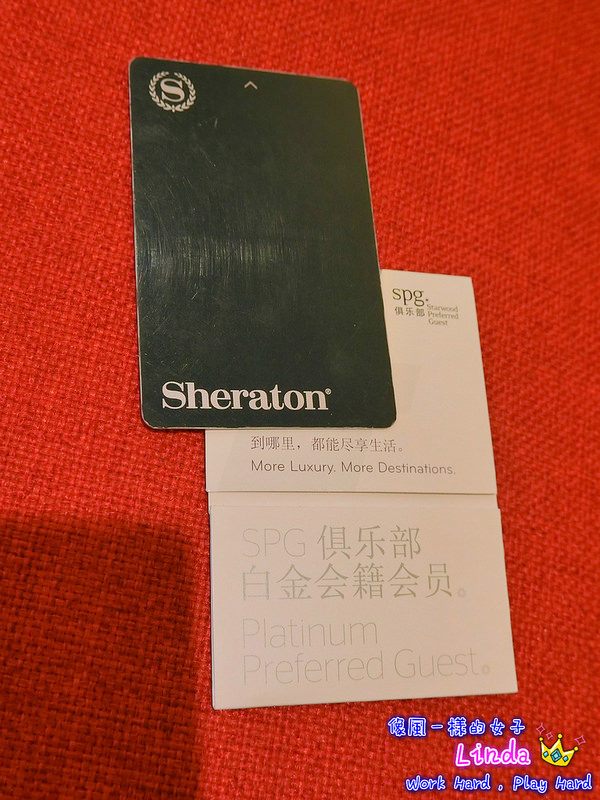 S
Sheraton®
spg.
俱乐部
Starwood
Preferred
Guest
到哪里，都能尽享生活。
More Luxury. More Destinations.
SPG 俱乐部
白金会籍会员。
Platinum
Preferred Guest.
像風一樣的女子
Linda
Work Hard , Play Hard